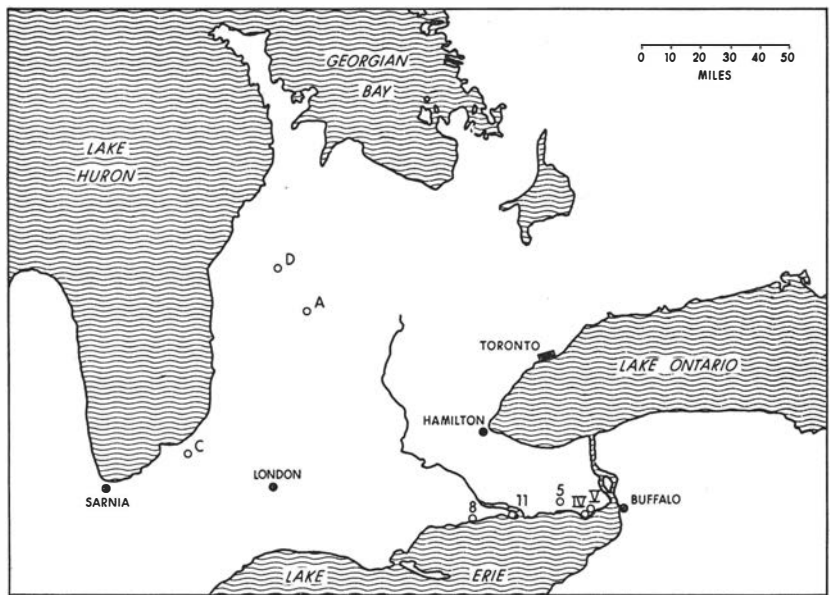 GEORGIAN
BAY
0 10 20 30 40 50
MILES
LAKE
HURON
D
A
TORONTO
LAKE ONTARIO
HAMILTON
C
LONDON
SARNIA
8
11
5
IV
V
BUFFALO
LAKE ERIE